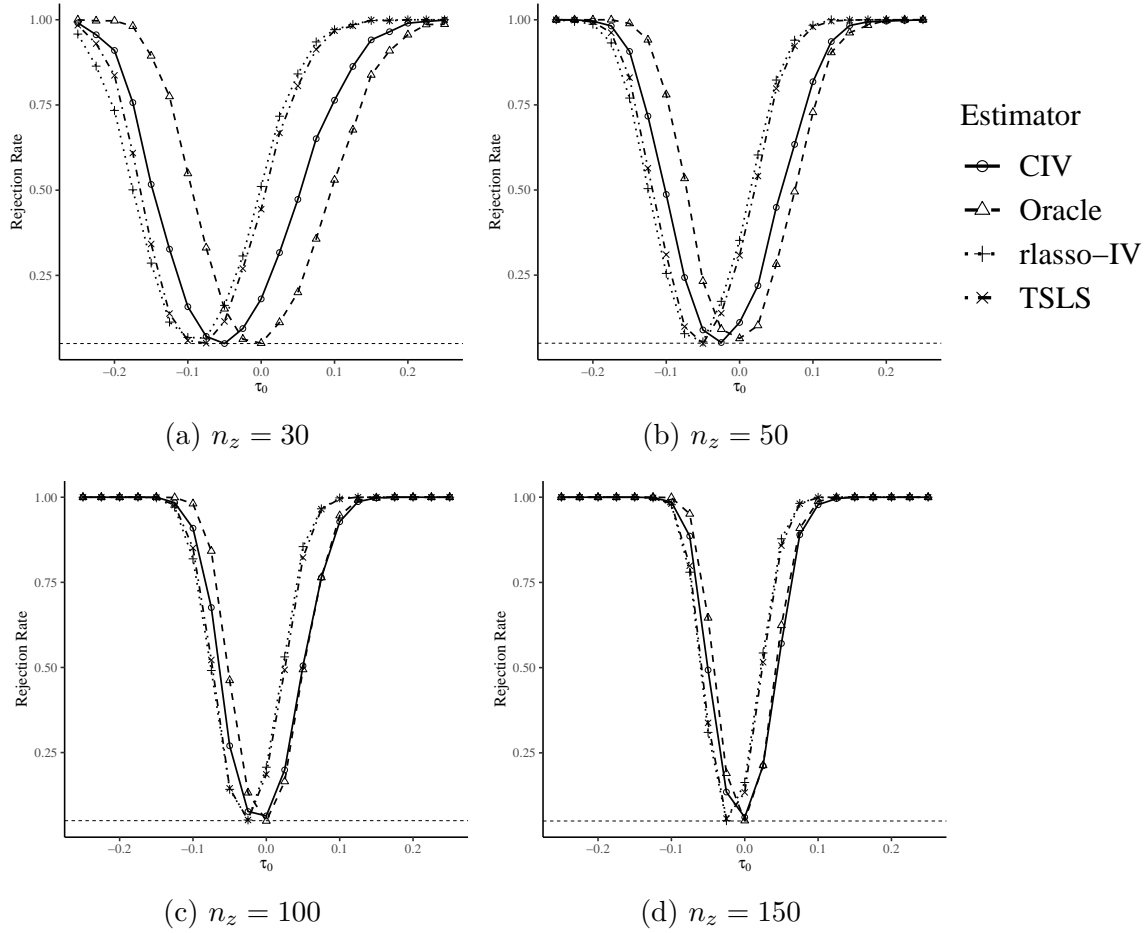 1.00
0.75
0.50
0.25
Rejection Rate
−0.2 −0.1 0.0 0.1 0.2
τ₀
(a) n_z = 30
1.00
0.75
0.50
0.25
Rejection Rate
−0.2 −0.1 0.0 0.1 0.2
τ₀
(b) n_z = 50
Estimator
CIV
Oracle
rlasso−IV
TSLS
1.00
0.75
0.50
0.25
Rejection Rate
−0.2 −0.1 0.0 0.1 0.2
τ₀
(c) n_z = 100
1.00
0.75
0.50
0.25
Rejection Rate
−0.2 −0.1 0.0 0.1 0.2
τ₀
(d) n_z = 150